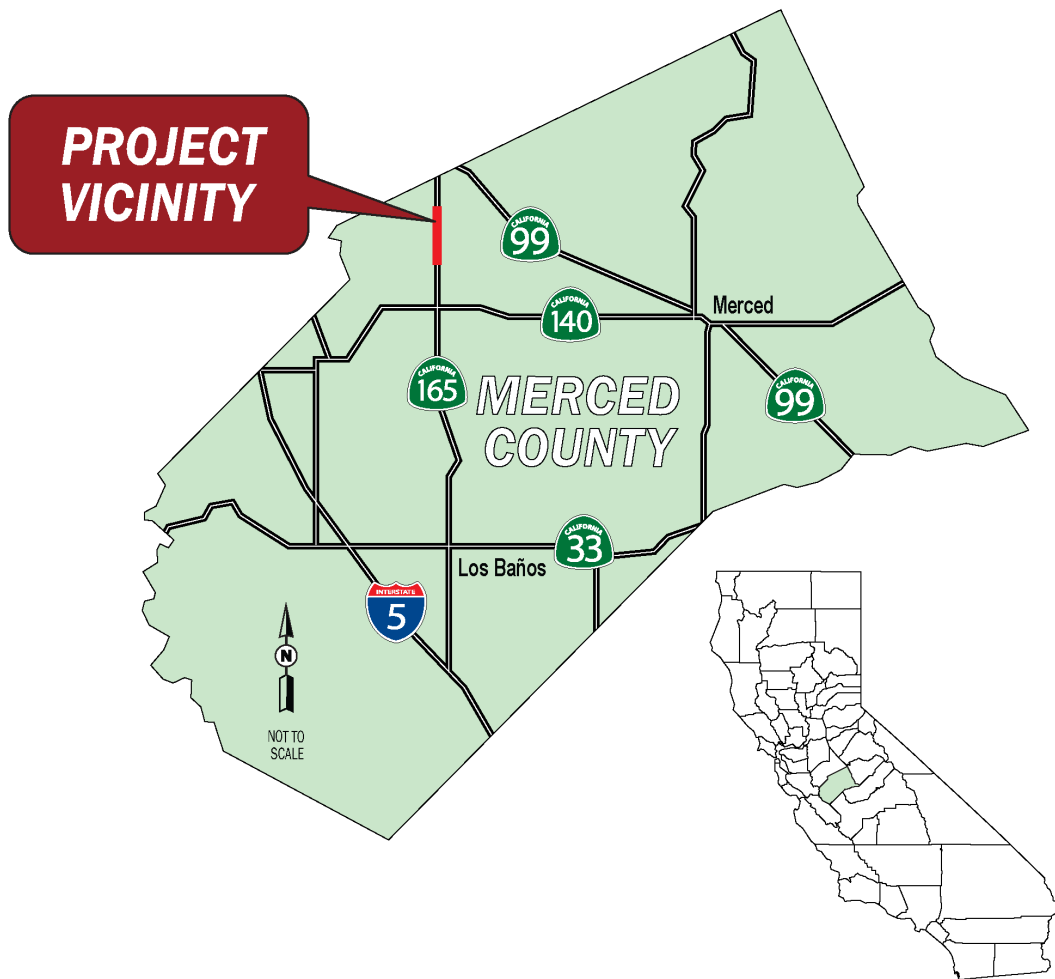 PROJECT
VICINITY
CALIFORNIA
99
CALIFORNIA
140
Merced
CALIFORNIA
165
MERCED
COUNTY
CALIFORNIA
99
CALIFORNIA
33
Los Baños
INTERSTATE
5
N
NOT TO
SCALE